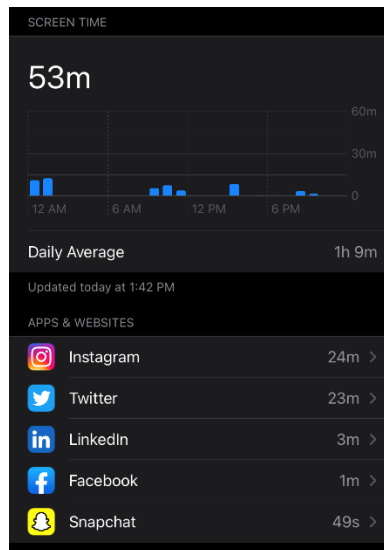 SCREEN TIME
53m
60m
30m
0
12 AM 6 AM 12 PM 6 PM
Daily Average 1h 9m
Updated today at 1:42 PM
APPS & WEBSITES
Instagram 24m
Twitter 23m
in LinkedIn 3m
f Facebook 1m
Snapchat 49s